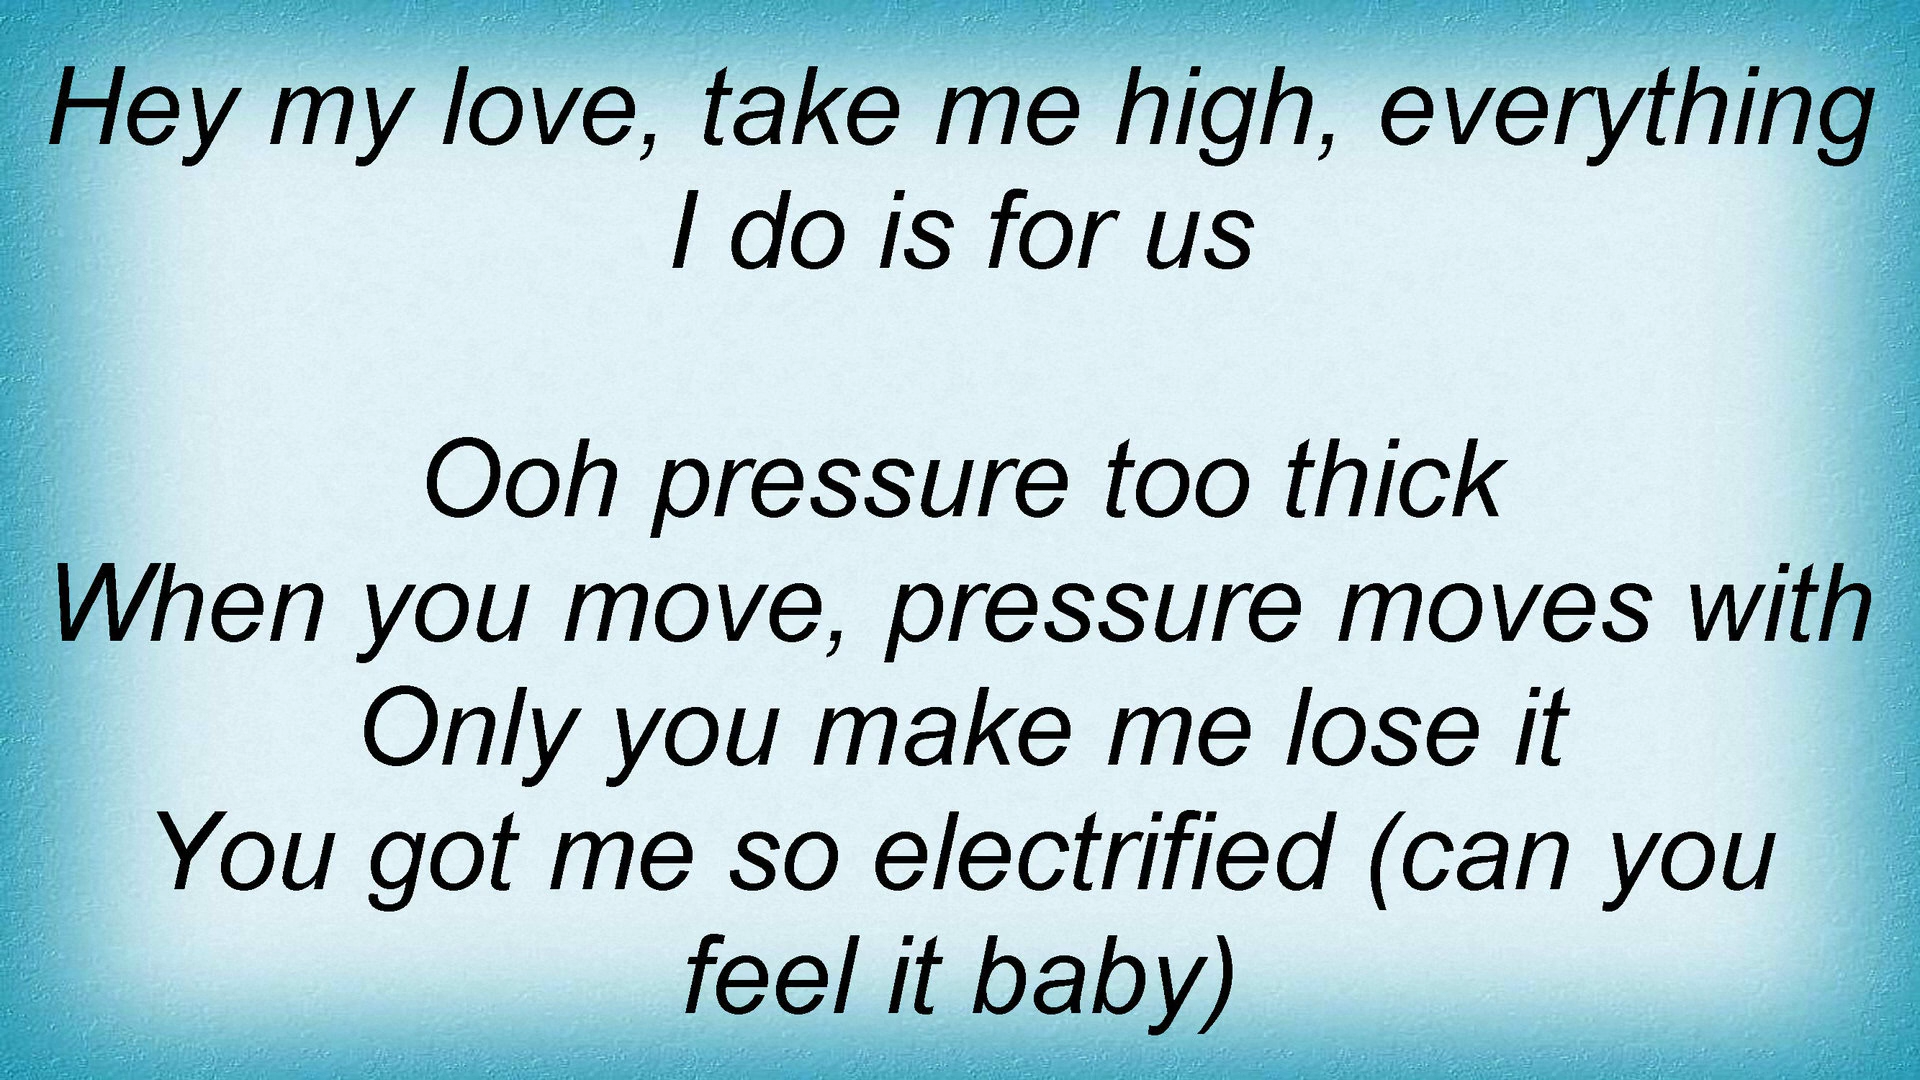 Hey my love, take me high, everything
I do is for us
Ooh pressure too thick
When you move, pressure moves with
Only you make me lose it
You got me so electrified (can you
feel it baby)